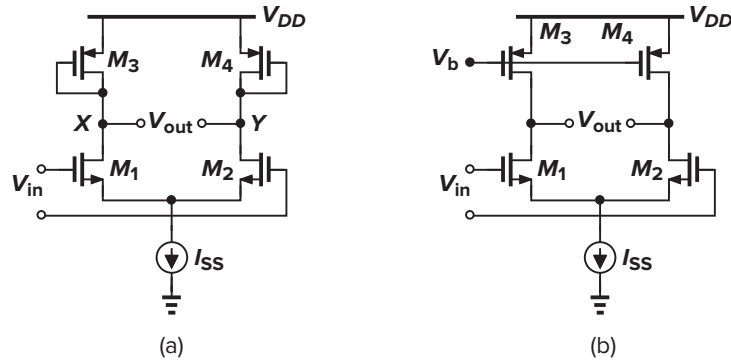 V_DD
M_3
M_4
X
V_out
Y
M_1
M_2
V_in
I_SS
(a)
V_DD
M_3
M_4
V_b
V_out
M_1
M_2
V_in
I_SS
(b)